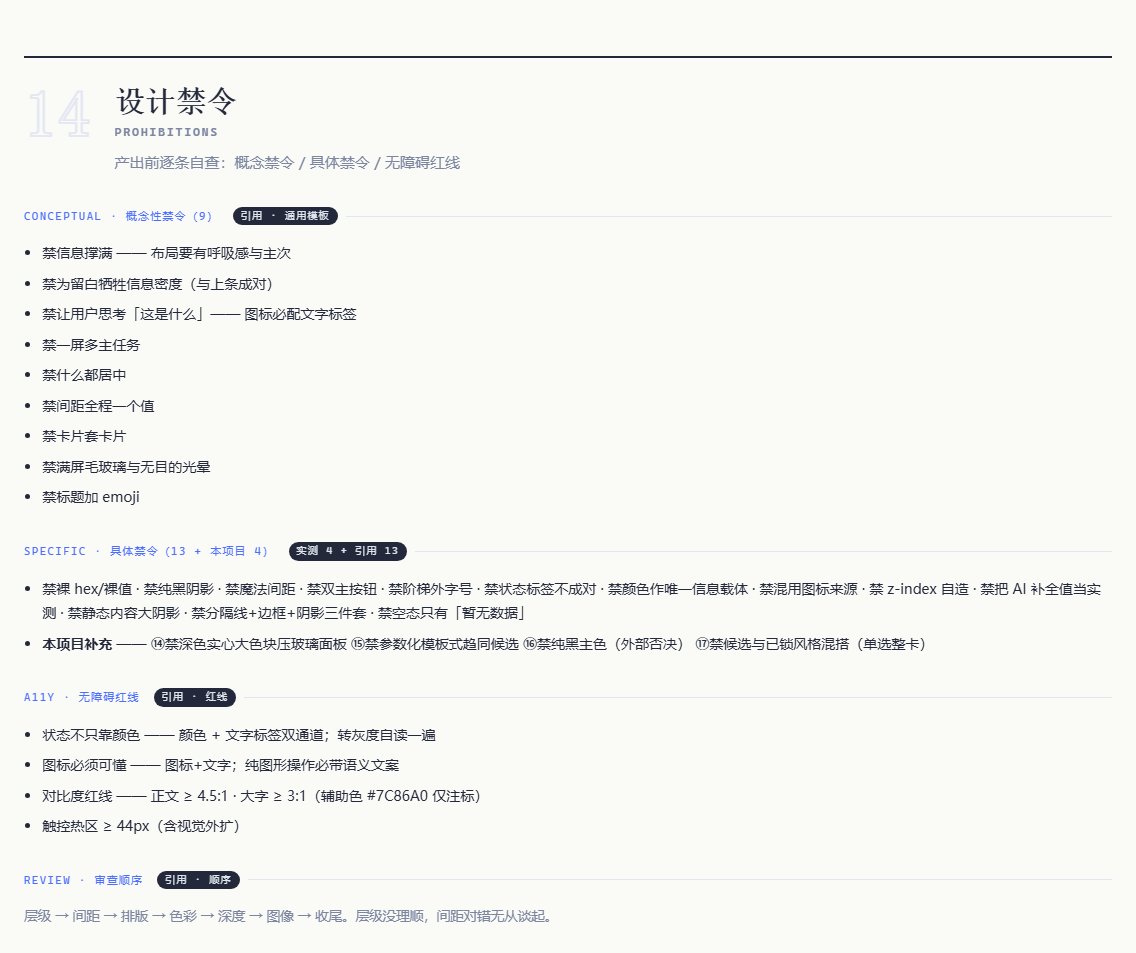 14
设计禁令
PROHIBITIONS
产出前逐条自查：概念禁令 / 具体禁令 / 无障碍红线
CONCEPTUAL · 概念性禁令 (9) 引用 · 通用模板
禁信息撑满 —— 布局要有呼吸感与主次
禁为留白牺牲信息密度（与上条成对）
禁让用户思考「这是什么」—— 图标必配文字标签
禁一屏多主任务
禁什么都居中
禁间距全程一个值
禁卡片套卡片
禁满屏毛玻璃与无目的光晕
禁标题加 emoji
SPECIFIC · 具体禁令 (13 + 本项目 4) 实测 4 + 引用 13
禁裸 hex/裸值 · 禁纯黑阴影 · 禁魔法间距 · 禁双主按钮 · 禁阶梯外字号 · 禁状态标签不成对 · 禁颜色作唯一信息载体 · 禁混用图标来源 · 禁 z-index 自造 · 禁把 AI 补全值当实
测 · 禁静态内容大阴影 · 禁分隔线+边框+阴影三件套 · 禁空态只有「暂无数据」
本项目补充 —— ⑭禁深色实心大色块压玻璃面板 ⑮禁参数化模板式趋同候选 ⑯禁纯黑主色（外部否决） ⑰禁候选与已锁风格混搭（单选整卡）
A11Y · 无障碍红线 引用 · 红线
状态不只靠颜色 —— 颜色 + 文字标签双通道；转灰度自读一遍
图标必须可懂 —— 图标+文字；纯图形操作必带语义文案
对比度红线 —— 正文 ≥ 4.5:1 · 大字 ≥ 3:1（辅助色 #7C86A0 仅注标）
触控热区 ≥ 44px（含视觉外扩）
REVIEW · 审查顺序 引用 · 顺序
层级 → 间距 → 排版 → 色彩 → 深度 → 图像 → 收尾。层级没理顺，间距对错无从谈起。